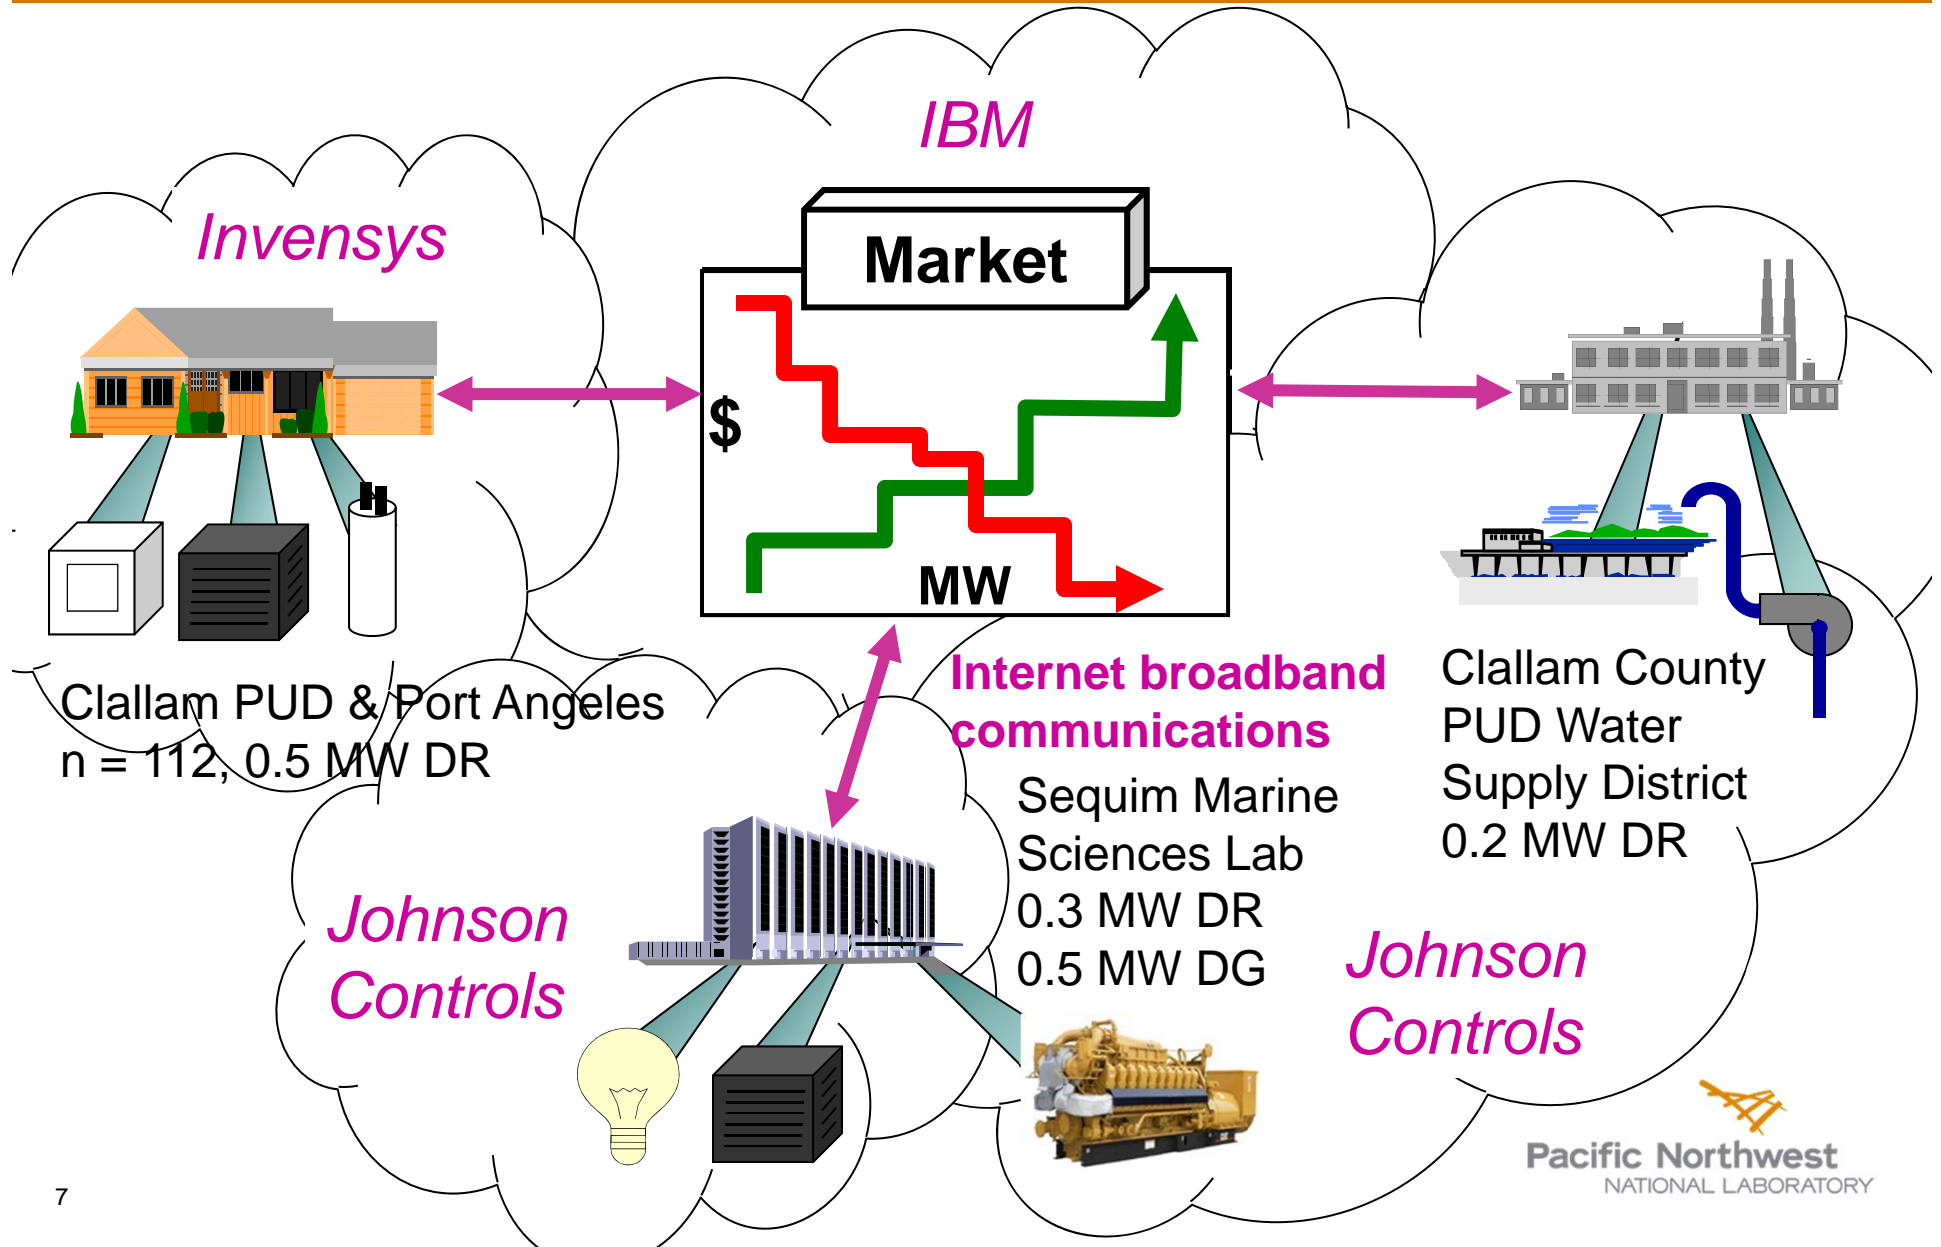 IBM
Invensys
Market
$
MW
Clallam PUD & Port Angeles
n = 112, 0.5 MW DR
Internet broadband
communications
Sequim Marine
Sciences Lab
0.3 MW DR
0.5 MW DG
Clallam County
PUD Water
Supply District
0.2 MW DR
Johnson
Controls
Johnson
Controls
Pacific Northwest
NATIONAL LABORATORY
7